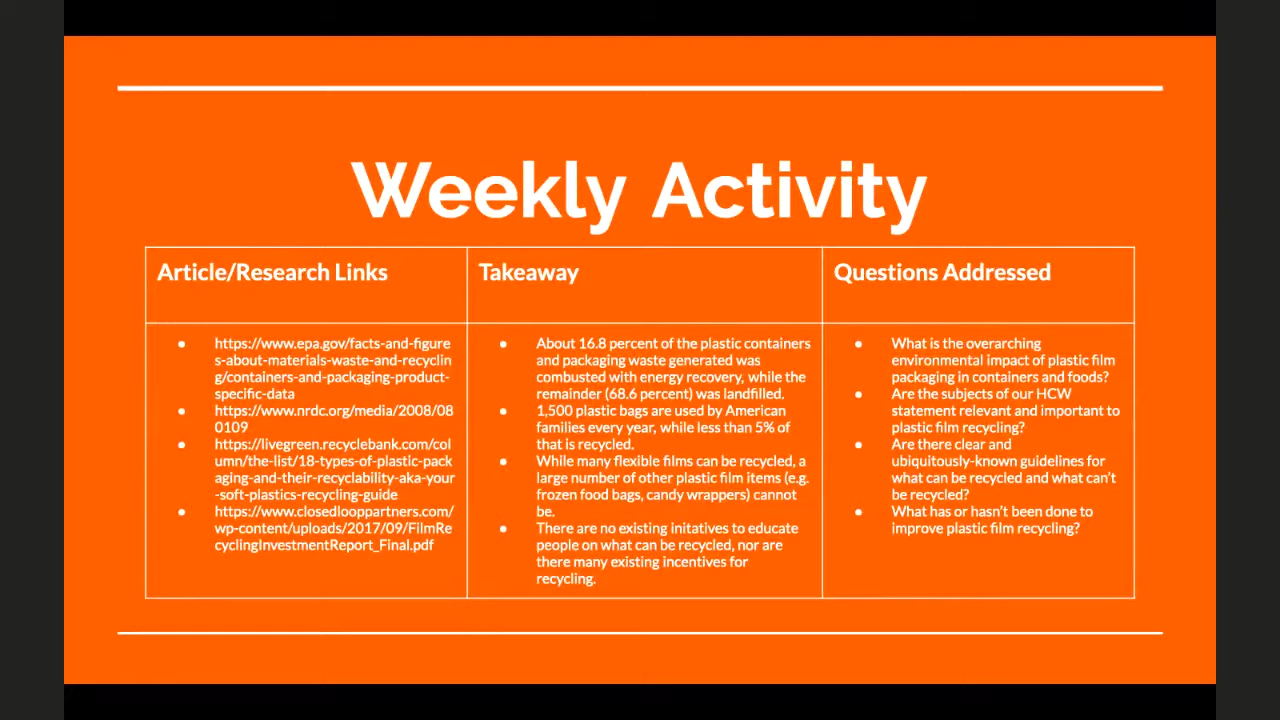 Weekly Activity
Article/Research Links
Takeaway
Questions Addressed
https://www.epa.gov/facts-and-figure
s-about-materials-waste-and-recyclin
g/containers-and-packaging-product-
specific-data
https://www.nrdc.org/media/2008/08
0109
https://livegreen.recyclebank.com/col
umn/the-list/18-types-of-plastic-pack
aging-and-their-recyclability-aka-your
-soft-plastics-recycling-guide
https://www.closedlooppartners.com/
wp-content/uploads/2017/09/FilmRe
cyclingInvestmentReport_Final.pdf
About 16.8 percent of the plastic containers
and packaging waste generated was
combusted with energy recovery, while the
remainder (68.6 percent) was landfilled.
1,500 plastic bags are used by American
families every year, while less than 5% of
that is recycled.
While many flexible films can be recycled, a
large number of other plastic film items (e.g.
frozen food bags, candy wrappers) cannot
be.
There are no existing initatives to educate
people on what can be recycled, nor are
there many existing incentives for
recycling.
What is the overarching
environmental impact of plastic film
packaging in containers and foods?
Are the subjects of our HCW
statement relevant and important to
plastic film recycling?
Are there clear and
ubiquitously-known guidelines for
what can be recycled and what can't
be recycled?
What has or hasn't been done to
improve plastic film recycling?